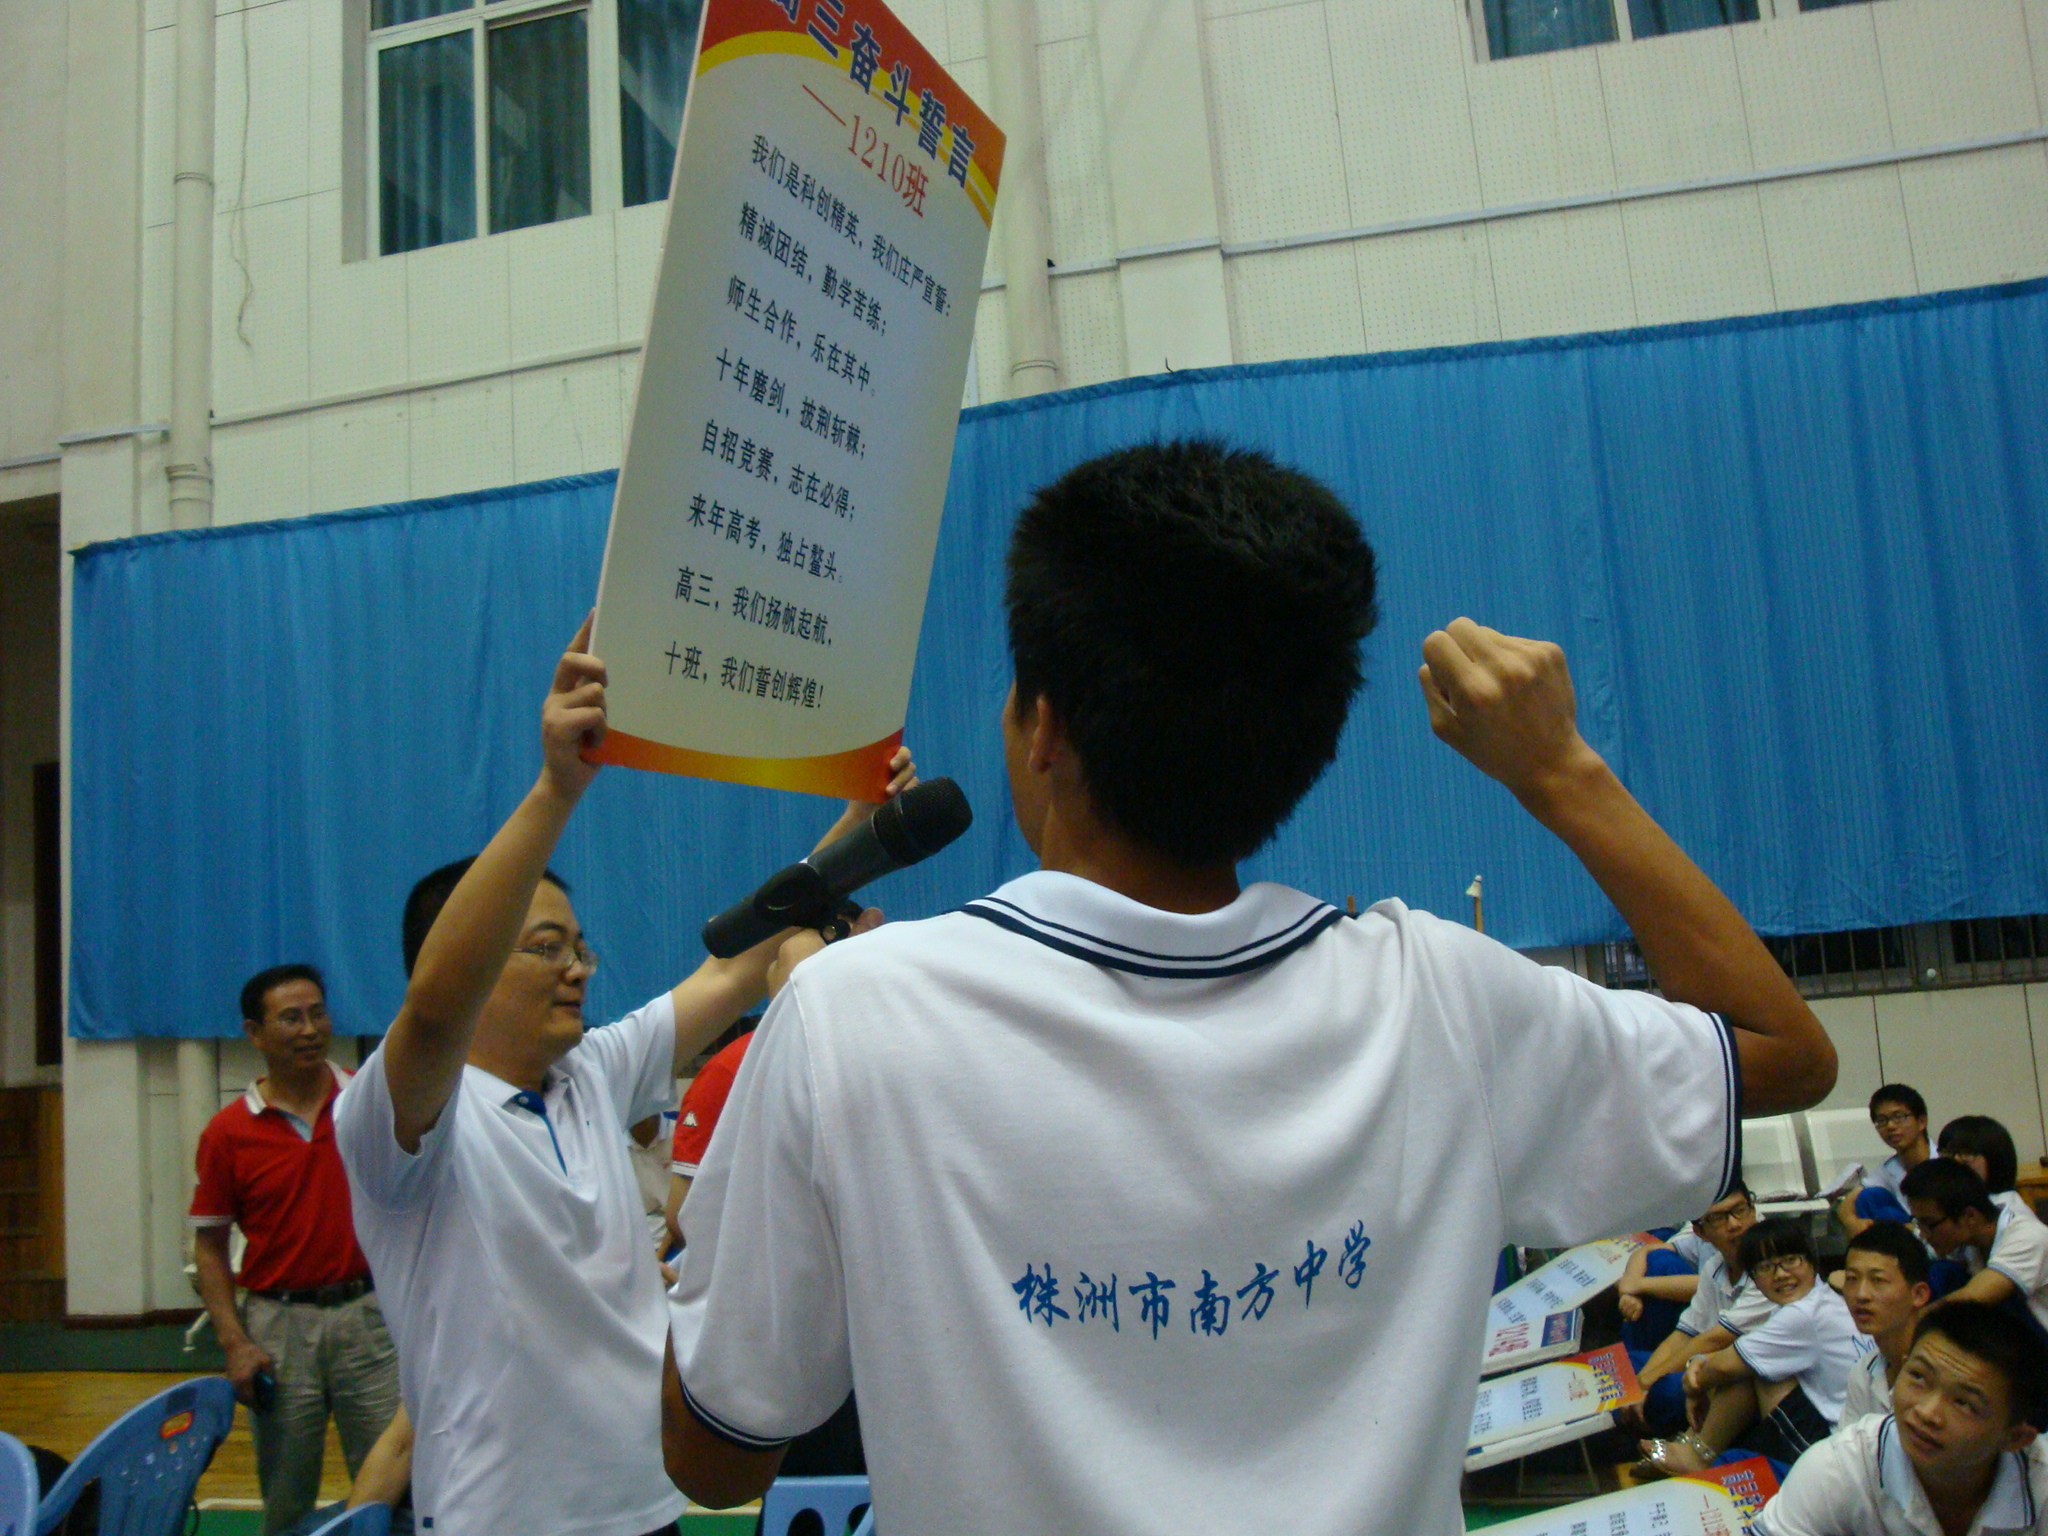 高三奋斗誓言
——1210班
我们是科创精英，我们庄严宣誓：
精诚团结，勤学苦练；
师生合作，乐在其中。
十年磨剑，披荆斩棘；
自招竞赛，志在必得；
来年高考，独占鳌头。
高三，我们扬帆起航，
十班，我们誓创辉煌！
株洲市南方中学